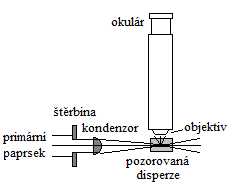 okulár
štěrbina
kondenzor
objektiv
primární
paprsek
pozorovaná
disperze